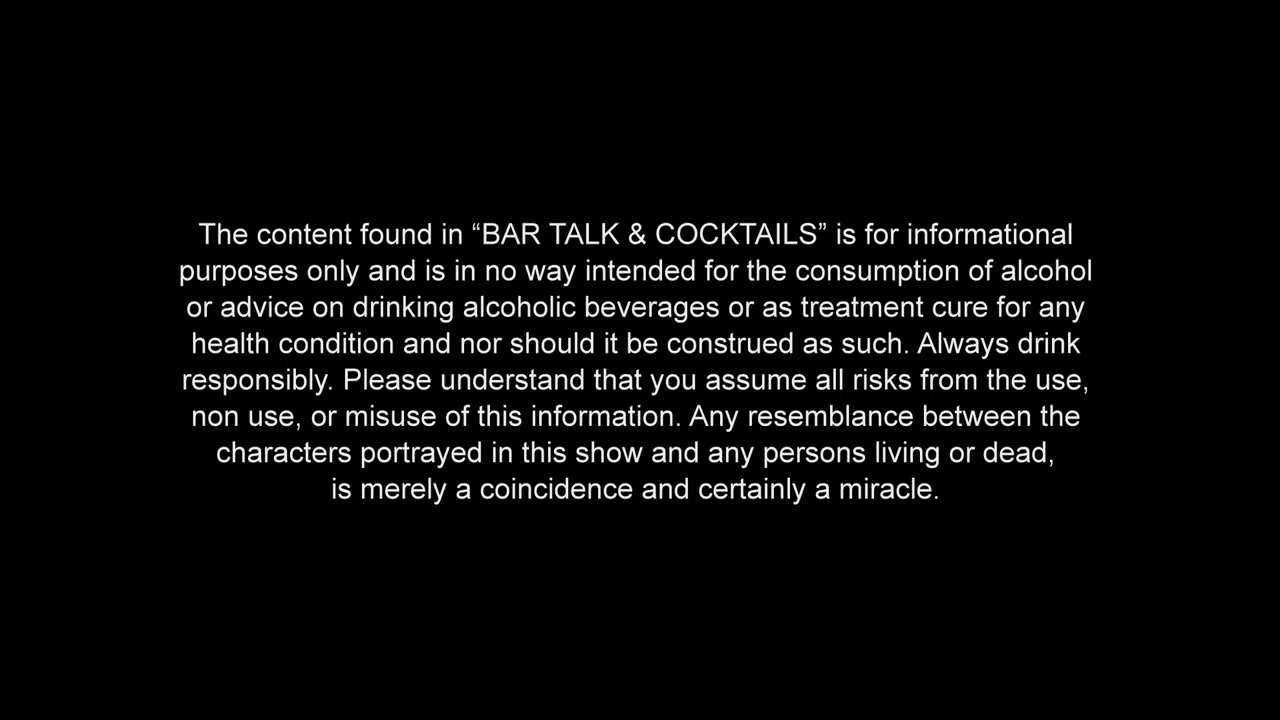 The content found in “BAR TALK & COCKTAILS” is for informational
purposes only and is in no way intended for the consumption of alcohol
or advice on drinking alcoholic beverages or as treatment cure for any
health condition and nor should it be construed as such. Always drink
responsibly. Please understand that you assume all risks from the use,
non use, or misuse of this information. Any resemblance between the
characters portrayed in this show and any persons living or dead,
is merely a coincidence and certainly a miracle.